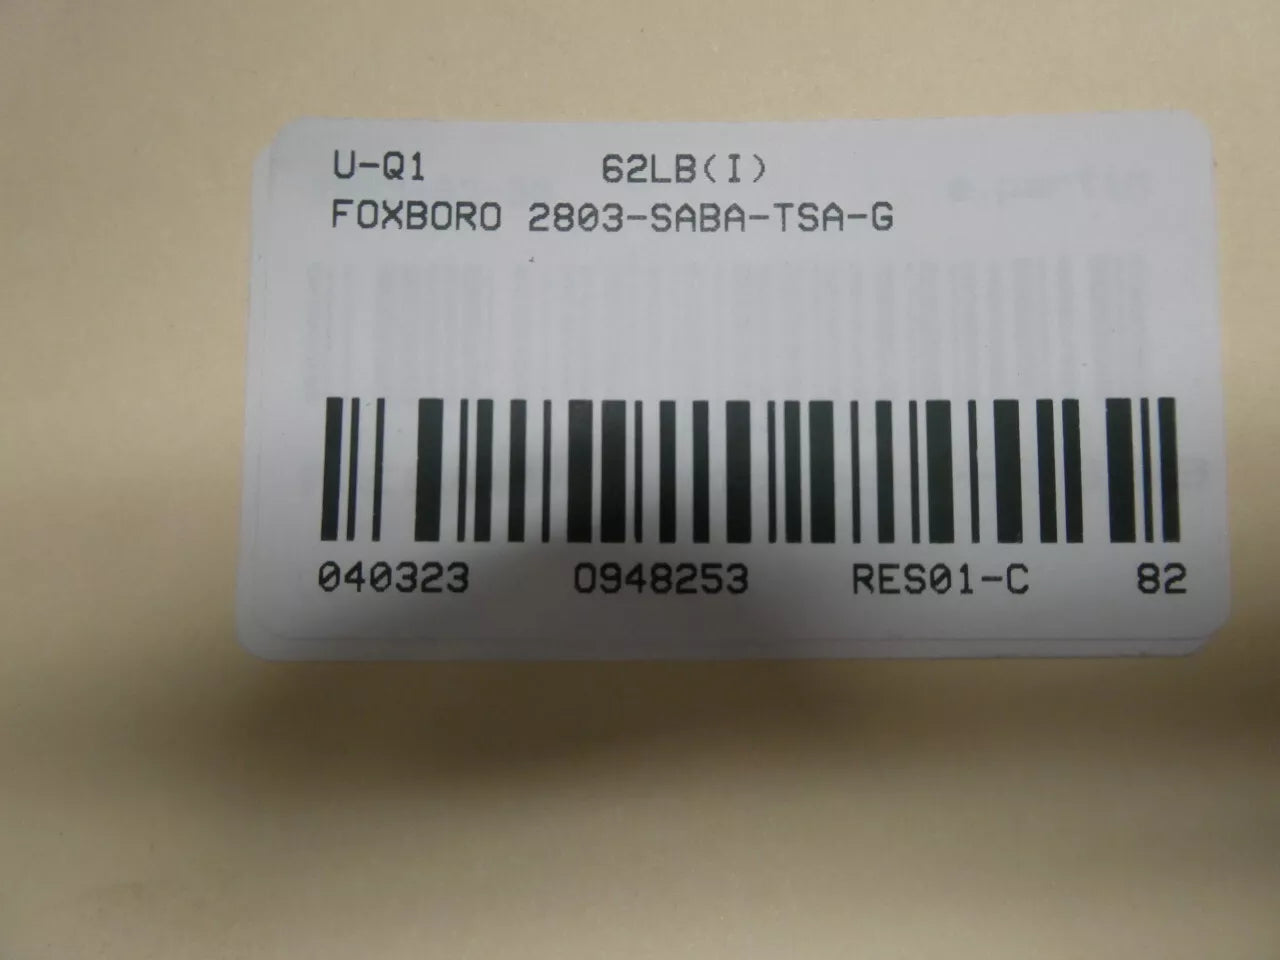 U-Q1 62LB(I)
FOXBORO 2803-SABA-TSA-G
040323 0948253 RES01-C 82